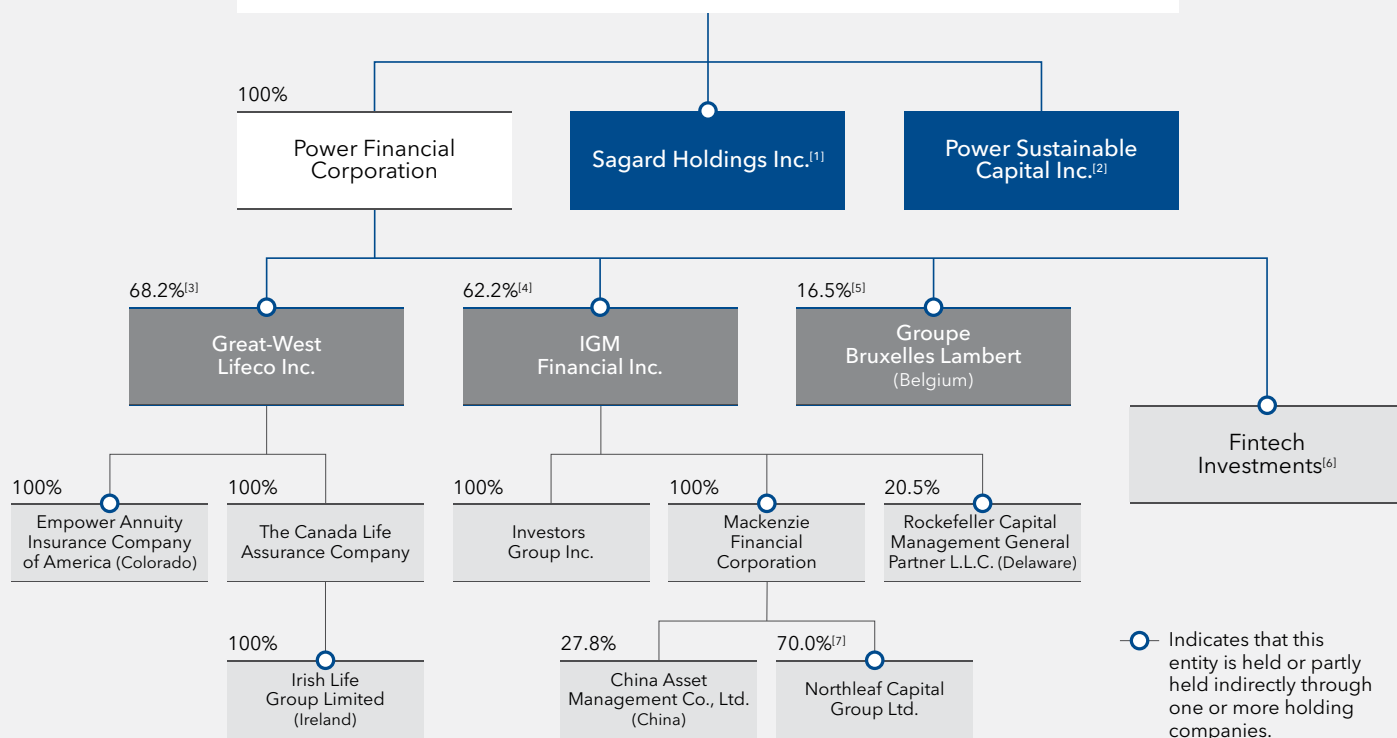 100%
Power Financial
Corporation
Sagard Holdings Inc.[1]
Power Sustainable
Capital Inc.[2]
68.2%[3]
Great-West
Lifeco Inc.
62.2%[4]
IGM
Financial Inc.
16.5%[5]
Groupe
Bruxelles Lambert
(Belgium)
Fintech
Investments[6]
100%
Empower Annuity
Insurance Company
of America (Colorado)
100%
The Canada Life
Assurance Company
100%
Investors
Group Inc.
100%
Mackenzie
Financial
Corporation
20.5%
Rockefeller Capital
Management General
Partner L.L.C. (Delaware)
100%
Irish Life
Group Limited
(Ireland)
27.8%
China Asset
Management Co., Ltd.
(China)
70.0%[7]
Northleaf Capital
Group Ltd.
Indicates that this
entity is held or partly
held indirectly through
one or more holding
companies.